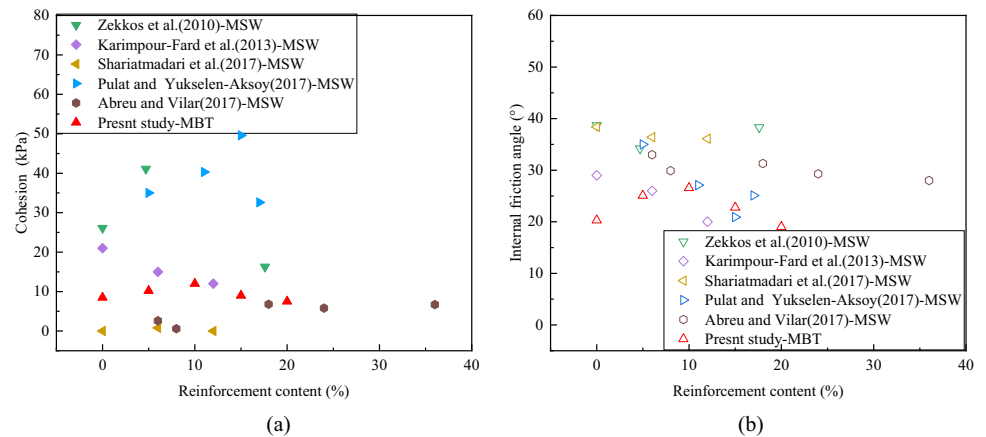 80
70
60
50
40
30
20
10
0
Cohesion (kPa)
Zekkos et al.(2010)-MSW
Karimpour-Fard et al.(2013)-MSW
Shariatmadari et al.(2017)-MSW
Pulat and Yukselen-Aksoy(2017)-MSW
Abreu and Vilar(2017)-MSW
Presnt study-MBT
0 10 20 30 40
Reinforcement content (%)
(a)
60
50
40
30
20
10
0
Internal friction angle (°)
Zekkos et al.(2010)-MSW
Karimpour-Fard et al.(2013)-MSW
Shariatmadari et al.(2017)-MSW
Pulat and Yukselen-Aksoy(2017)-MSW
Abreu and Vilar(2017)-MSW
Presnt study-MBT
0 10 20 30 40
Reinforcement content (%)
(b)